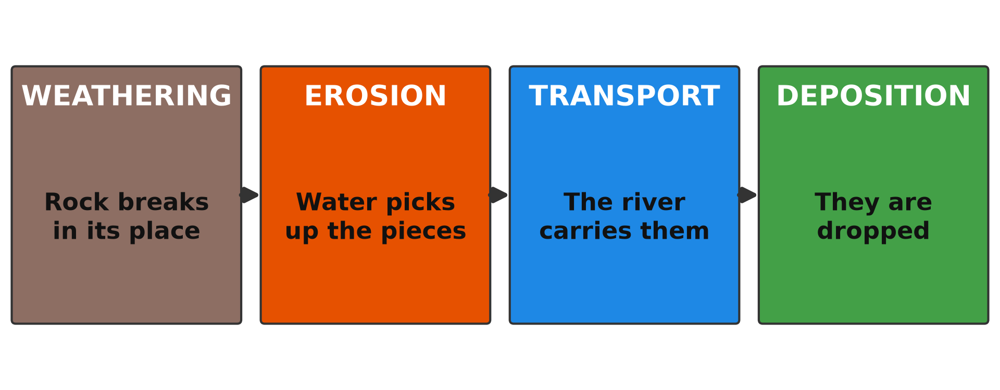 WEATHERING
Rock breaks
in its place
EROSION
Water picks
up the pieces
TRANSPORT
The river
carries them
DEPOSITION
They are
dropped